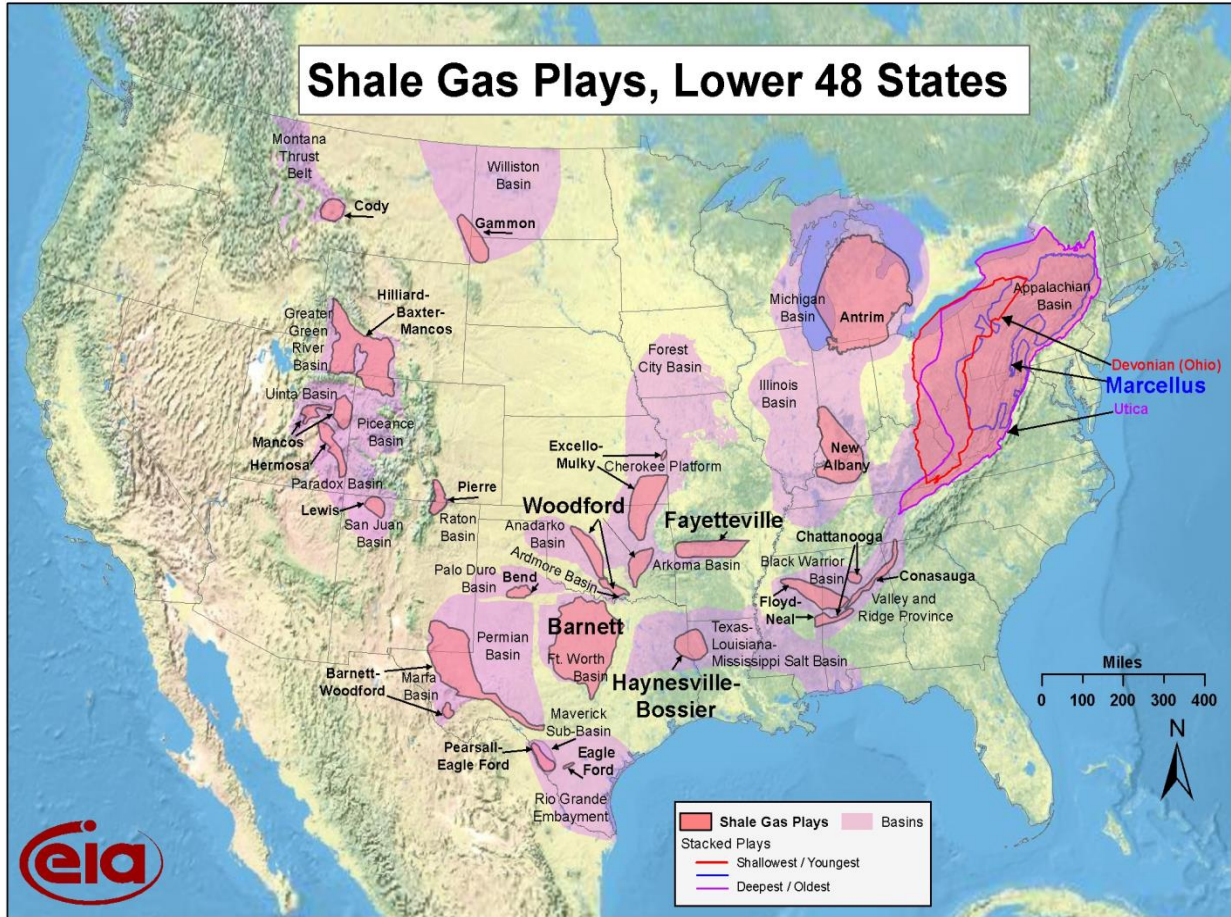 Shale Gas Plays, Lower 48 States
Montana
Thrust
Belt
Cody
Williston
Basin
Gammon
Hilliard-
Baxter-
Mancos
Greater
Green
River
Basin
Uinta Basin
Mancos
Piceance
Basin
Hermosa
Paradox Basin
Lewis
San Juan
Basin
Pierre
Raton
Basin
Michigan
Basin
Antrim
Appalachian
Basin
Devonian (Ohio)
Marcellus
Utica
Forest
City Basin
Illinois
Basin
New
Albany
Excello-
Mulky
Cherokee Platform
Woodford
Anadarko
Basin
Fayetteville
Arkoma Basin
Ardmore Basin
Palo Duro
Basin
Bend
Chattanooga
Black Warrior
Basin
Conasauga
Floyd-
Neal
Valley and
Ridge Province
Barnett
Ft. Worth
Basin
Permian
Basin
Barnett-
Woodford
Marfa
Basin
Texas-
Louisiana-
Mississippi Salt Basin
Haynesville-
Bossier
Maverick
Sub-Basin
Pearsall-
Eagle Ford
Eagle
Ford
Rio Grande
Embayment
Miles
0 100 200 300 400
N
Shale Gas Plays
Basins
Stacked Plays
Shallowest / Youngest
Deepest / Oldest
eia